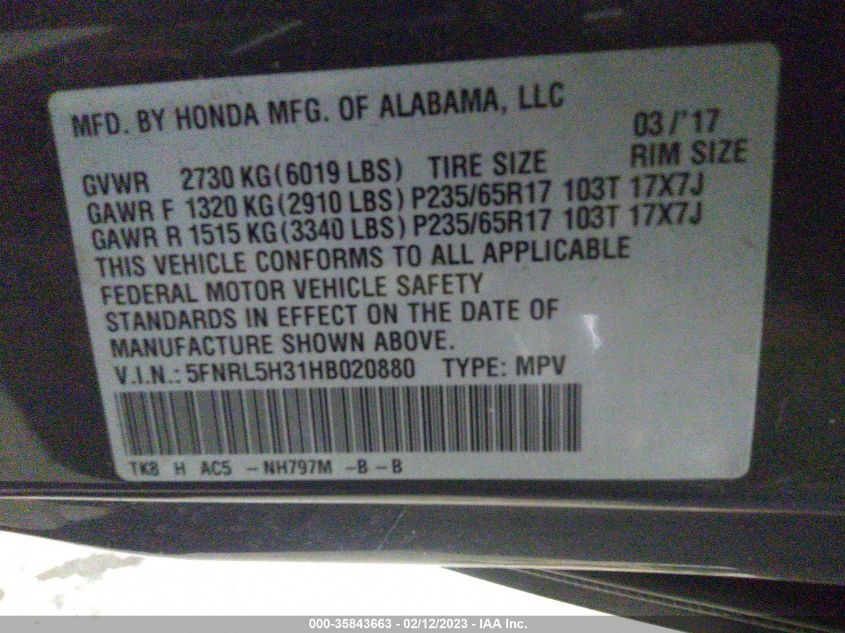 MFD. BY HONDA MFG. OF ALABAMA, LLC 03/'17
GVWR 2730 KG(6019 LBS) TIRE SIZE RIM SIZE
GAWR F 1320 KG(2910 LBS) P235/65R17 103T 17X7J
GAWR R 1515 KG(3340 LBS) P235/65R17 103T 17X7J
THIS VEHICLE CONFORMS TO ALL APPLICABLE
FEDERAL MOTOR VEHICLE SAFETY
STANDARDS IN EFFECT ON THE DATE OF
MANUFACTURE SHOWN ABOVE.
V.I.N.: 5FNRL5H31HB020880 TYPE: MPV
TK8 H AC5 -NH797M -B-B
000-35843663 - 02/12/2023 - IAA Inc.